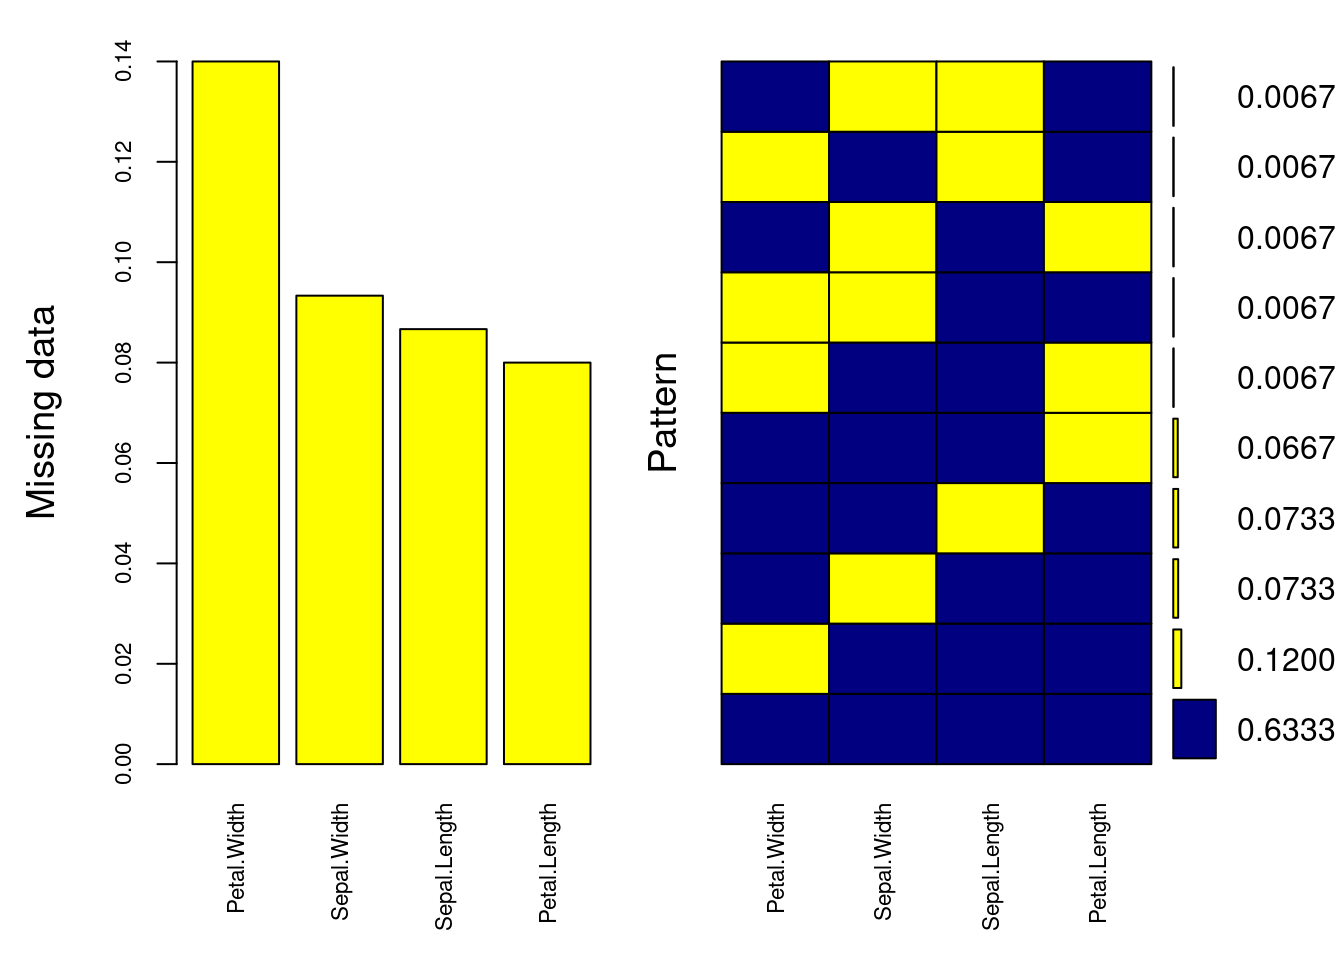 Missing data
0.14
0.12
0.10
0.08
0.06
0.04
0.02
0.00
Petal.Width
Sepal.Width
Sepal.Length
Petal.Length
Pattern
0.0067
0.0067
0.0067
0.0067
0.0067
0.0667
0.0733
0.0733
0.1200
0.6333
Petal.Width
Sepal.Width
Sepal.Length
Petal.Length